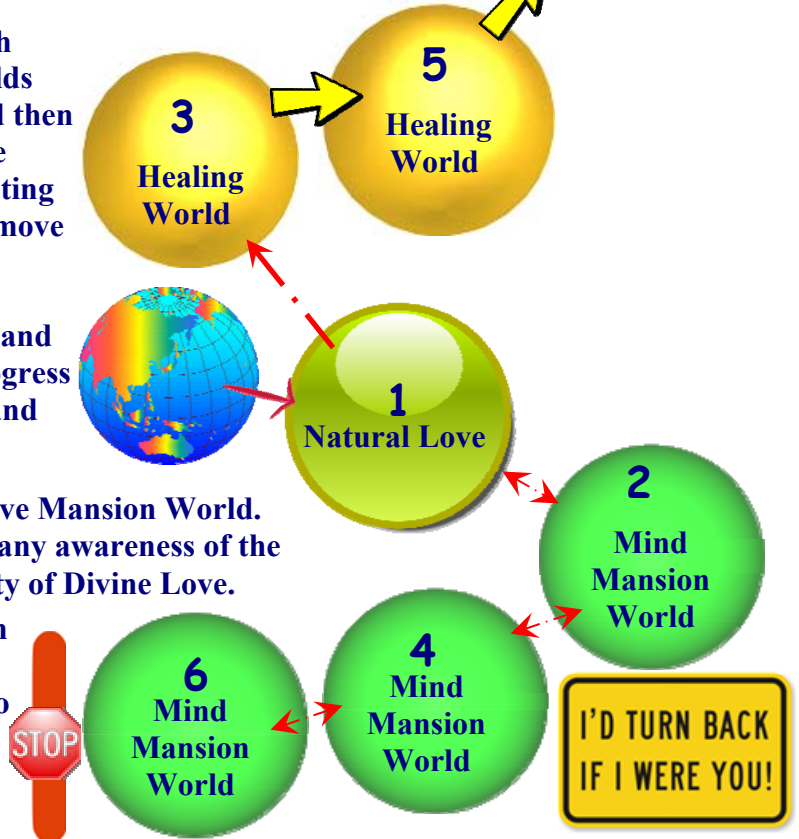 lds
then
ting
move
3
Healing
World
5
Healing
World
and
ogress
1
Natural Love
ve Mansion World.
any awareness of the
ty of Divine Love.
2
Mind
Mansion
World
4
Mind
Mansion
World
6
Mind
Mansion
World
STOP
I'D TURN BACK
IF I WERE YOU!